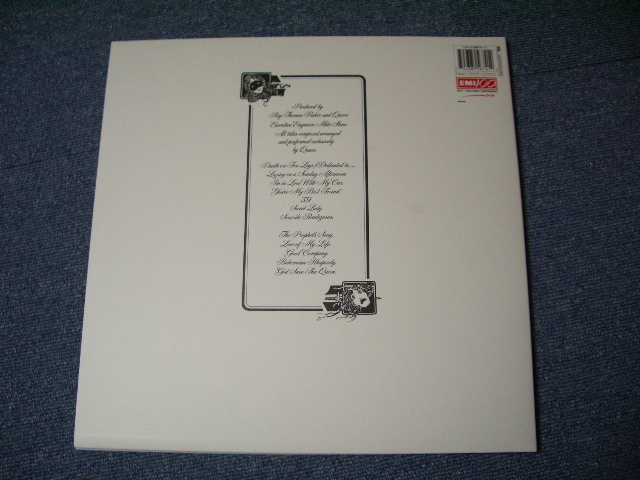 Produced by
Roy Thomas Baker and Queen
Executive Engineer Mike Stone
All titles composed, arranged
and performed exclusively
by Queen
Death on Two Legs (Dedicated to......
Lazing on a Sunday Afternoon.
I'm in Love With My Car.
You're My Best Friend.
'39.
Sweet Lady.
Seaside Rendezvous.
The Prophet's Song.
Love of My Life.
Good Company.
Bohemian Rhapsody.
God Save The Queen.
EMI 100